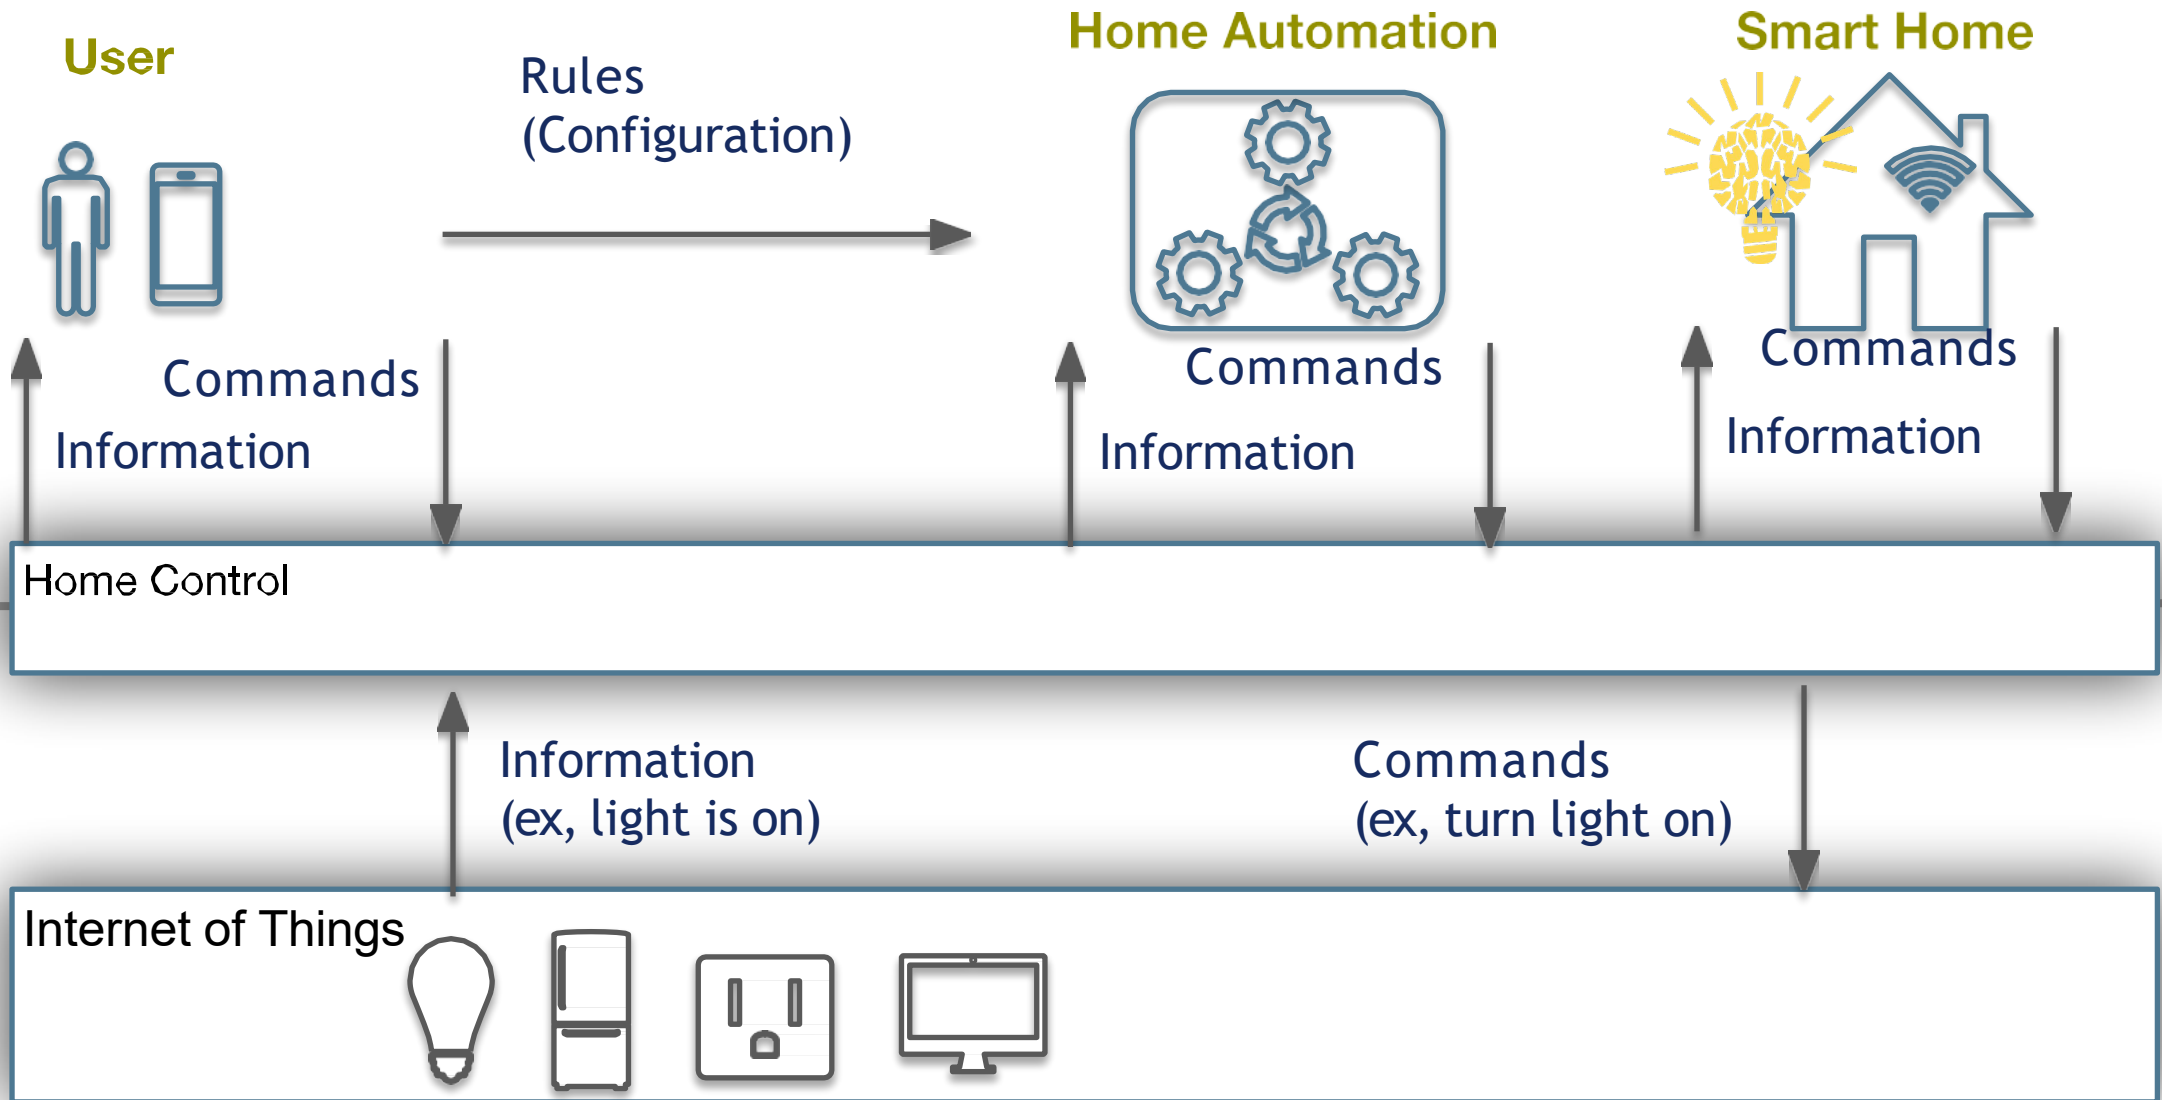 User
Rules
(Configuration)
Home Automation
Smart Home
Commands
Information
Commands
Information
Commands
Information
Home Control
Information
(ex, light is on)
Commands
(ex, turn light on)
Internet of Things